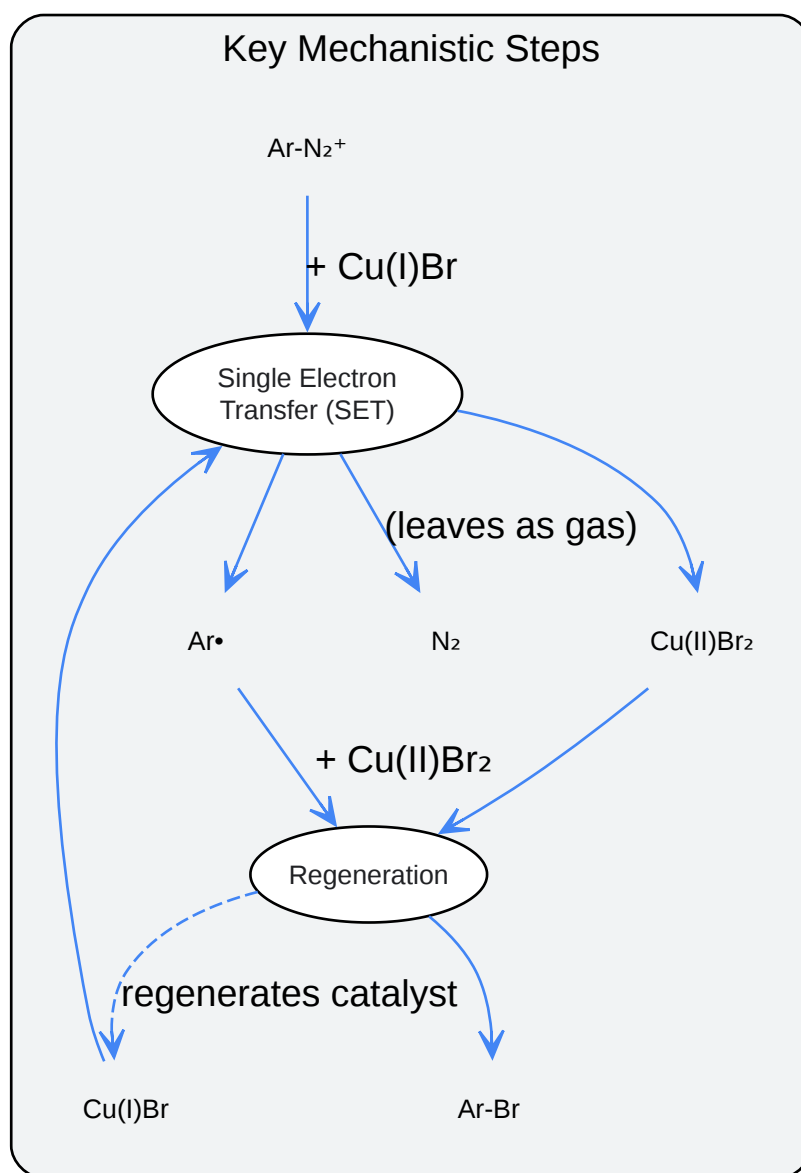 Key Mechanistic Steps
Ar-N₂⁺
+ Cu(I)Br
Single Electron
Transfer (SET)
(leaves as gas)
Ar•
N₂
Cu(II)Br₂
+ Cu(II)Br₂
Regeneration
regenerates catalyst
Cu(I)Br
Ar-Br